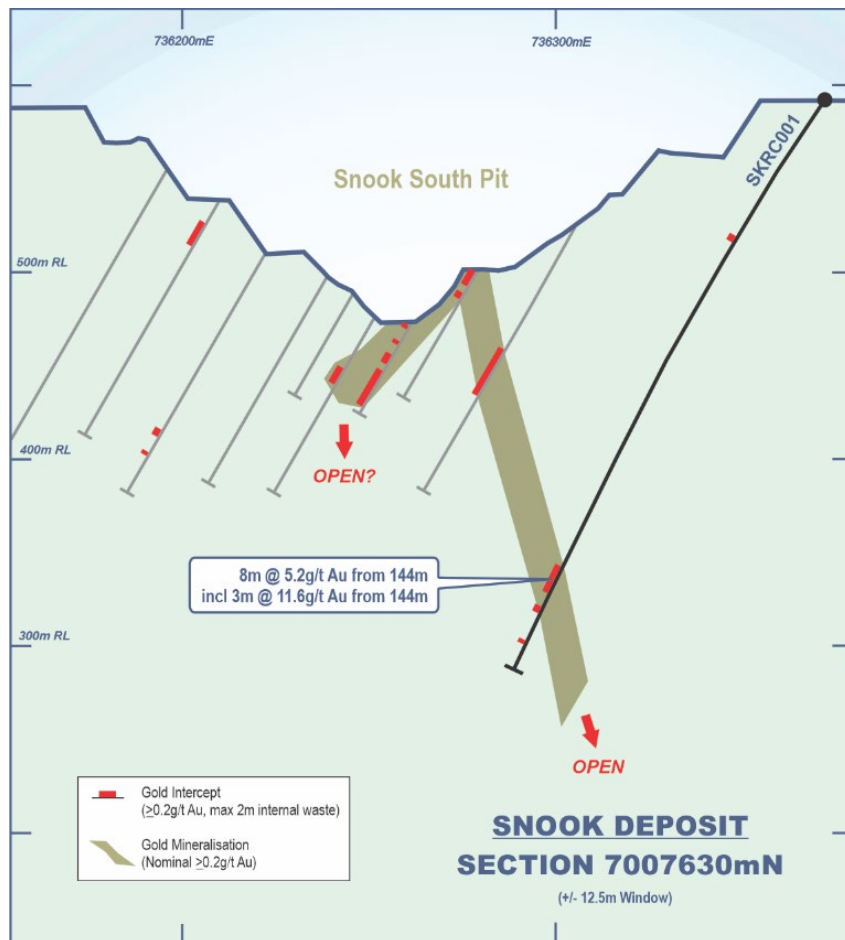 736200mE
736300mE
SKRC001
Snook South Pit
500m RL
400m RL
OPEN?
8m @ 5.2g/t Au from 144m
incl 3m @ 11.6g/t Au from 144m
300m RL
OPEN
Gold Intercept
(≥0.2g/t Au, max 2m internal waste)
Gold Mineralisation
(Nominal ≥0.2g/t Au)
SNOOK DEPOSIT
SECTION 7007630mN
(+/- 12.5m Window)